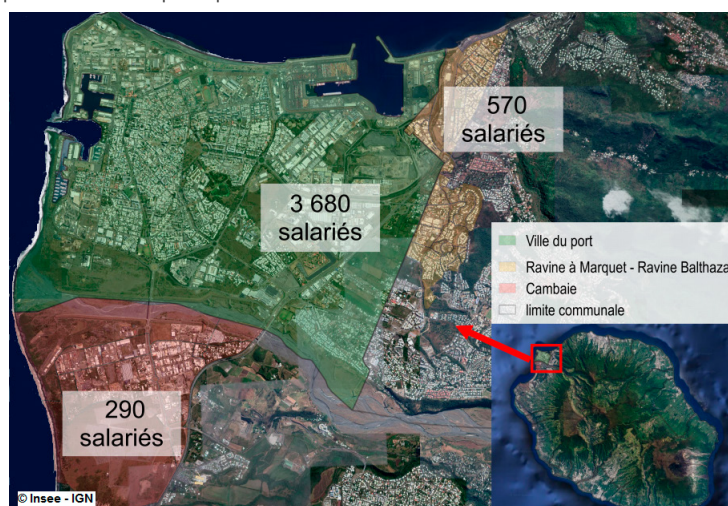 570
salariés
3 680
salariés
Ville du port
Ravine à Marquet - Ravine Balthaza
Cambaie
limite communale
290
salariés
© Insee - IGN